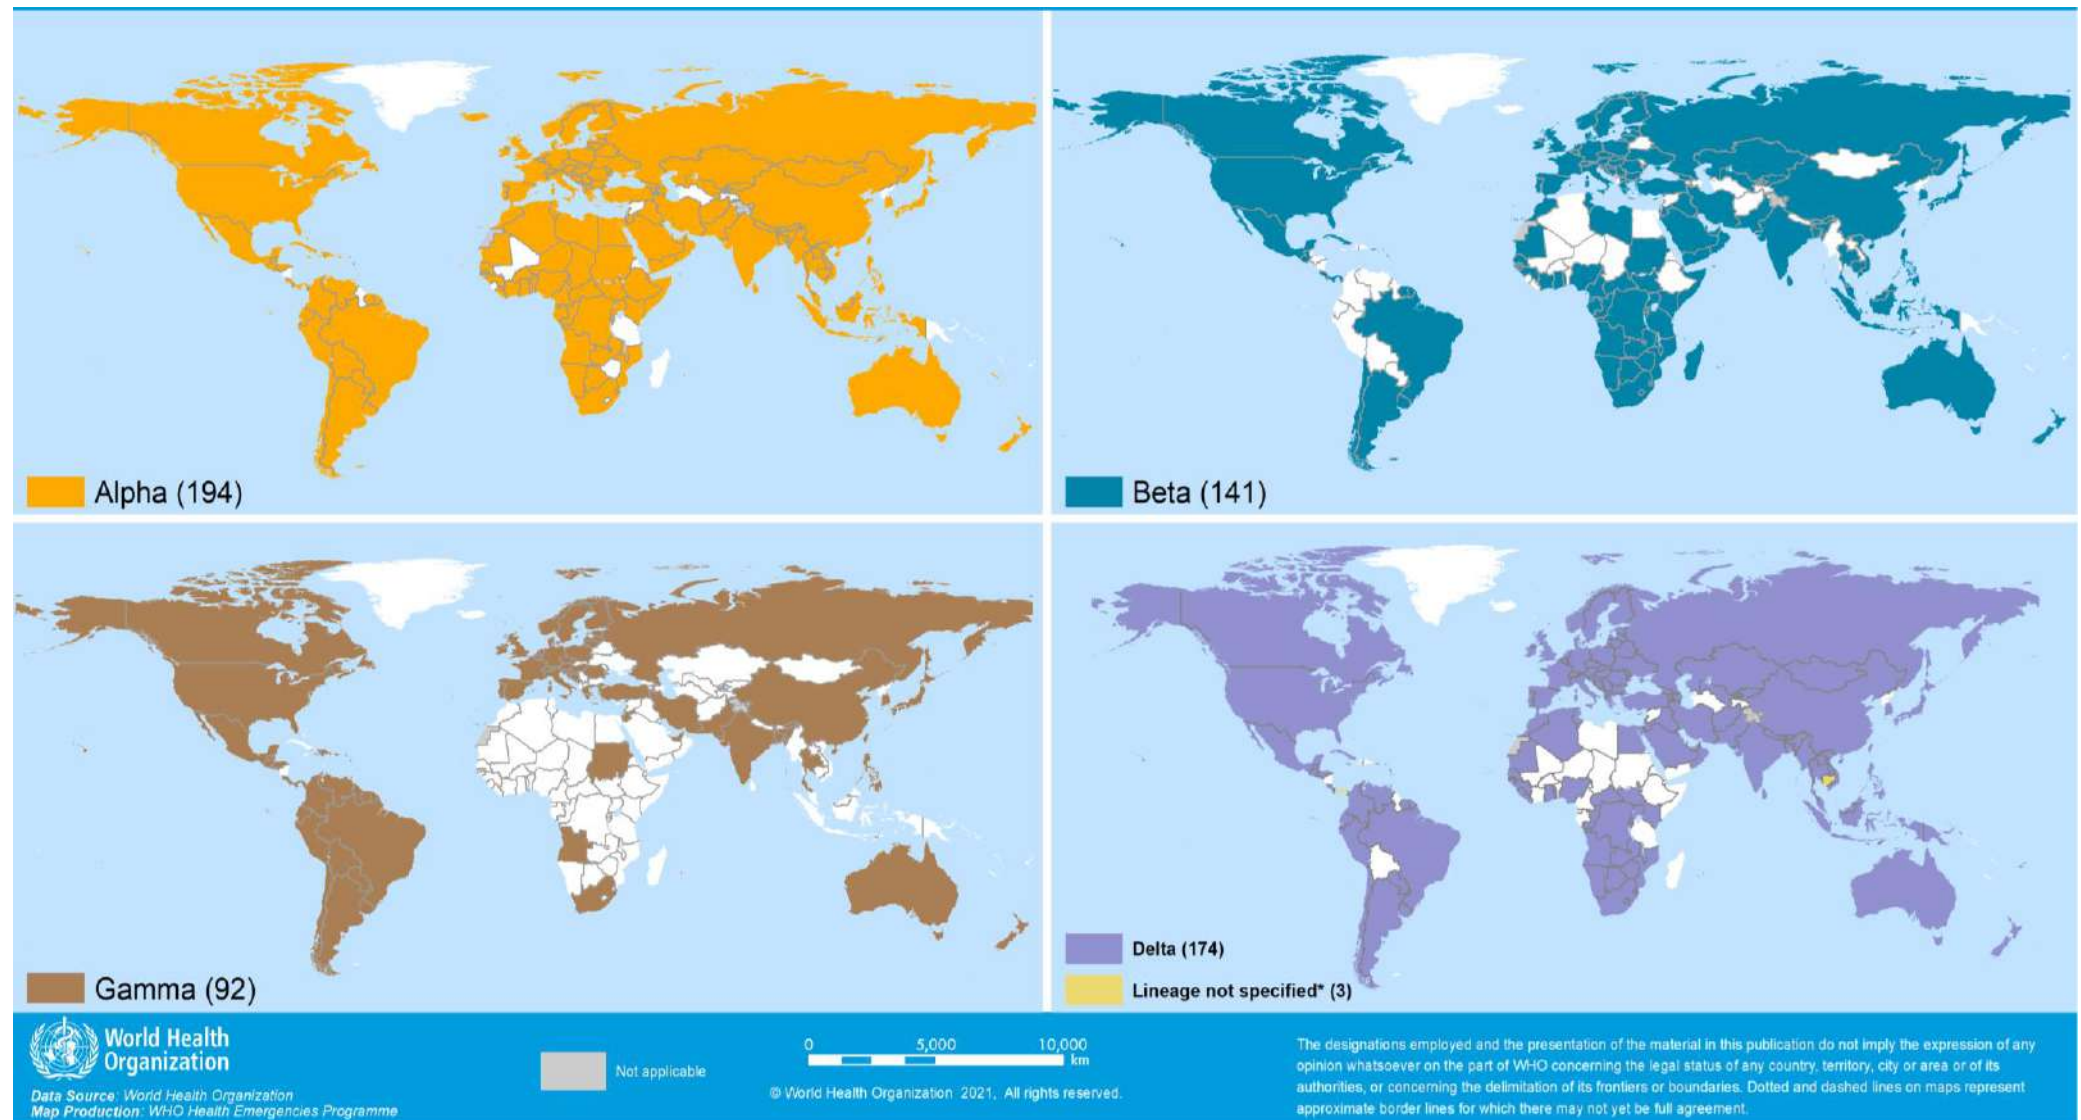 Alpha (194)
Beta (141)
Gamma (92)
Delta (174)
Lineage not specified* (3)
World Health
Organization
Data Source: World Health Organization
Map Production: WHO Health Emergencies Programme
Not applicable
0 5,000 10,000
km
© World Health Organization 2021, All rights reserved.
The designations employed and the presentation of the material in this publication do not imply the expression of any
opinion whatsoever on the part of WHO concerning the legal status of any country, territory, city or area or of its
authorities, or concerning the delimitation of its frontiers or boundaries. Dotted and dashed lines on maps represent
approximate border lines for which there may not yet be full agreement.